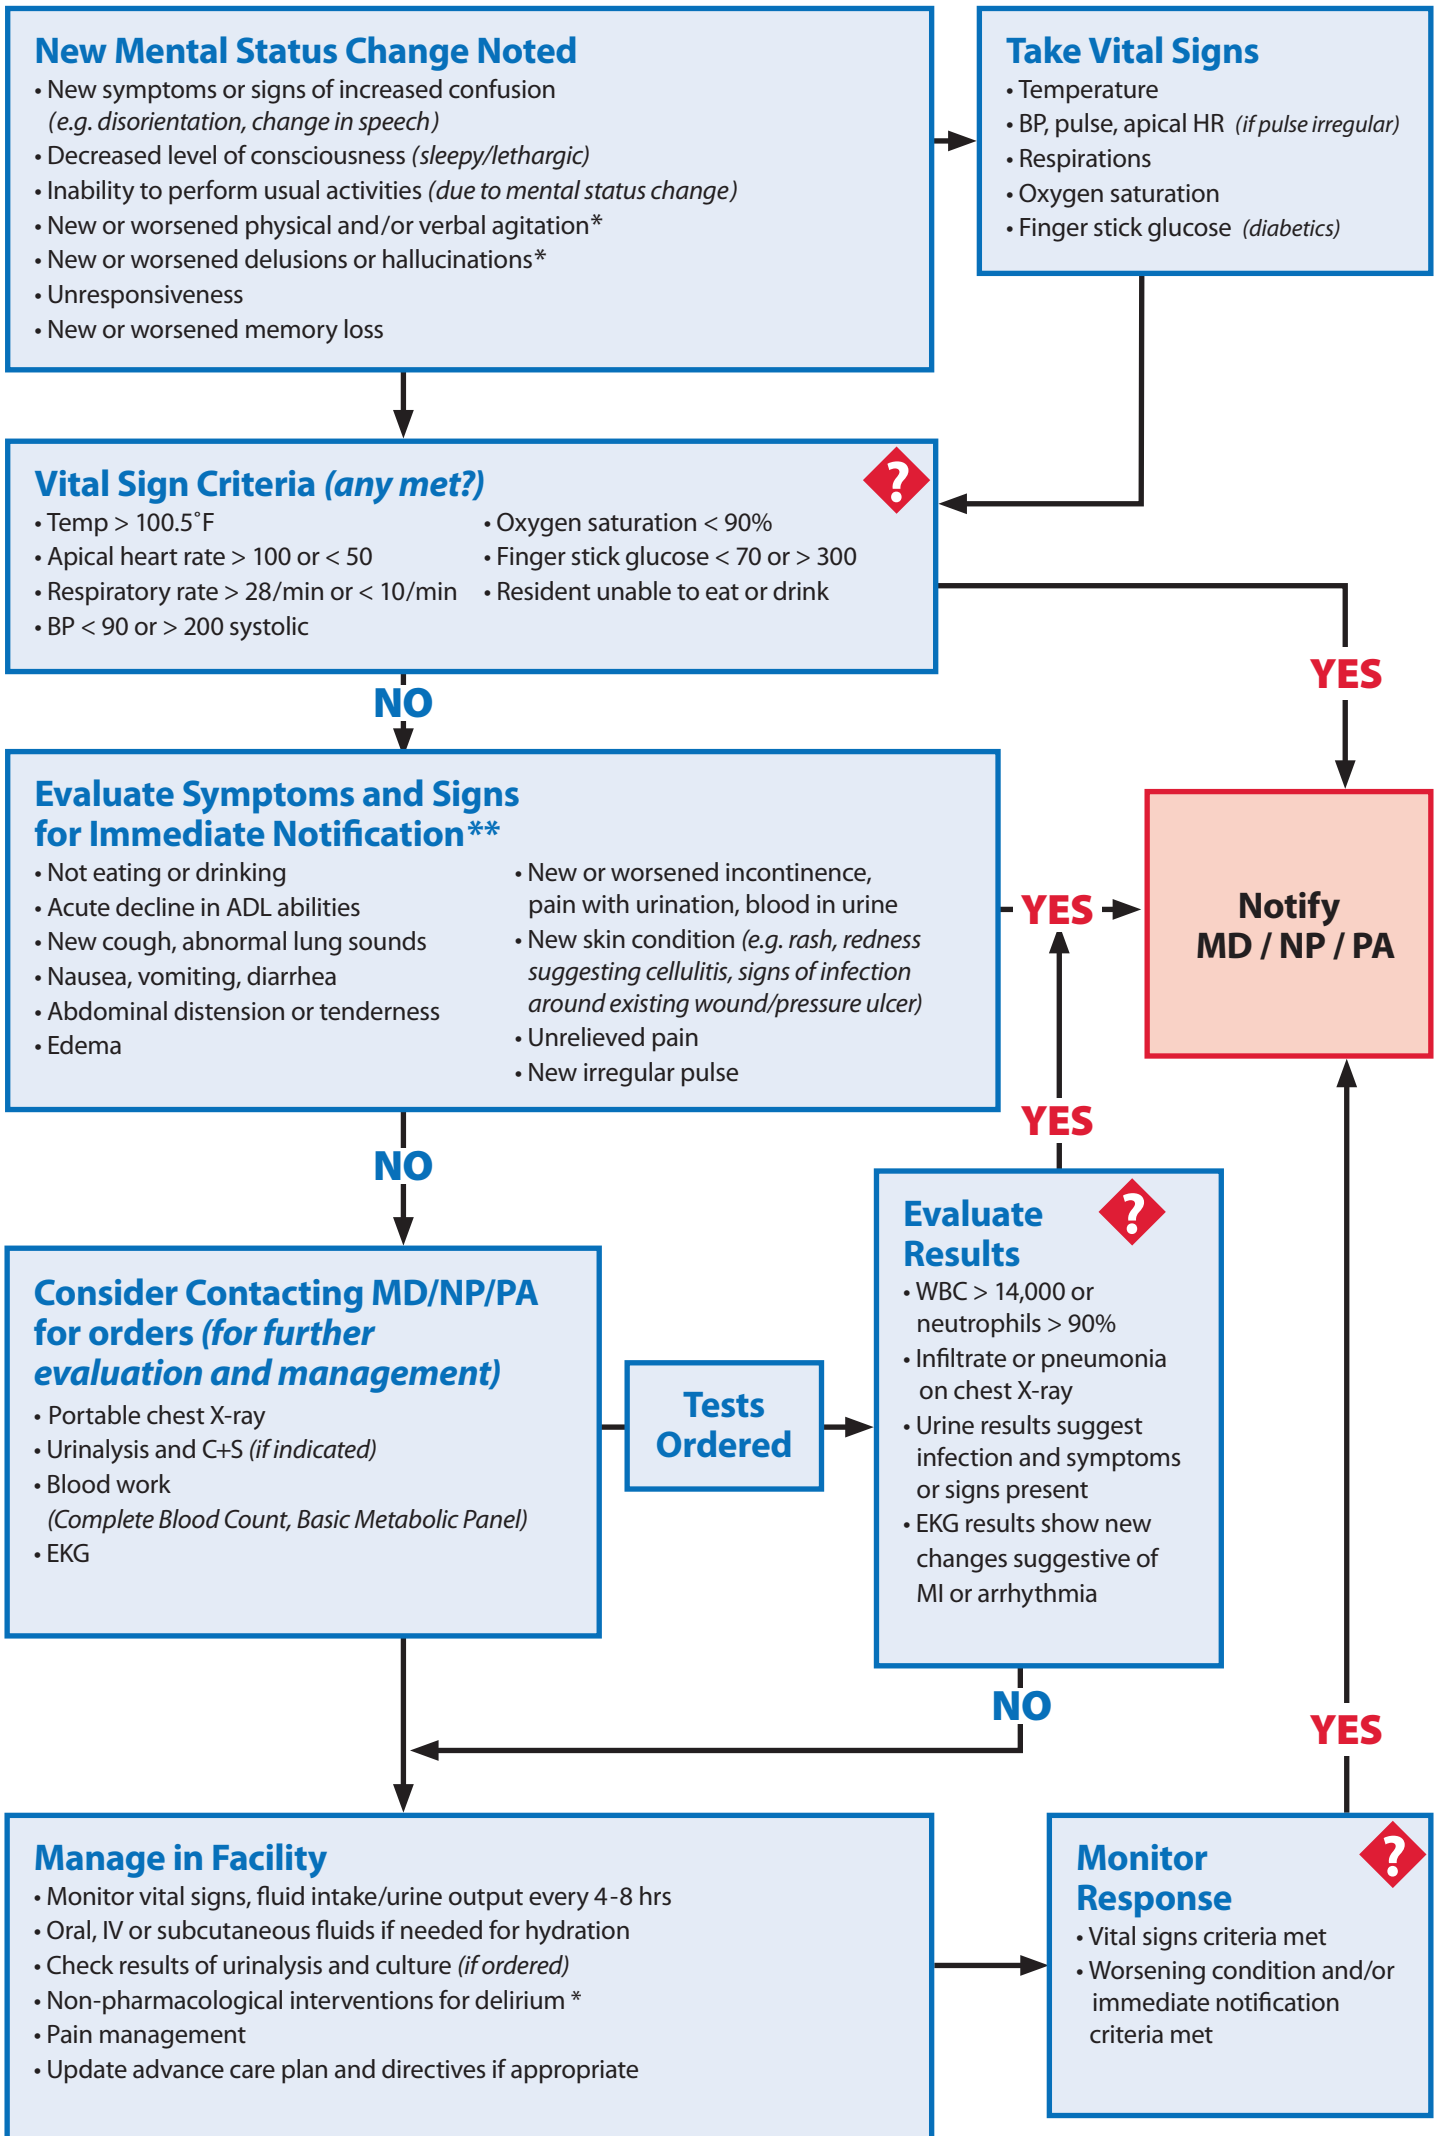 New Mental Status Change Noted
• New symptoms or signs of increased confusion
(e.g. disorientation, change in speech)
• Decreased level of consciousness (sleepy/lethargic)
• Inability to perform usual activities (due to mental status change)
• New or worsened physical and/or verbal agitation*
• New or worsened delusions or hallucinations*
• Unresponsiveness
• New or worsened memory loss
Take Vital Signs
• Temperature
• BP, pulse, apical HR (if pulse irregular)
• Respirations
• Oxygen saturation
• Finger stick glucose (diabetics)
Vital Sign Criteria (any met?)
?
• Temp > 100.5˚F
• Apical heart rate > 100 or < 50
• Respiratory rate > 28/min or < 10/min
• BP < 90 or > 200 systolic
• Oxygen saturation < 90%
• Finger stick glucose < 70 or > 300
• Resident unable to eat or drink
YES
NO
Evaluate Symptoms and Signs
for Immediate Notification**
• Not eating or drinking
• Acute decline in ADL abilities
• New cough, abnormal lung sounds
• Nausea, vomiting, diarrhea
• Abdominal distension or tenderness
• Edema
• New or worsened incontinence,
pain with urination, blood in urine
• New skin condition (e.g. rash, redness
suggesting cellulitis, signs of infection
around existing wound/pressure ulcer)
• Unrelieved pain
• New irregular pulse
YES
Notify
MD / NP / PA
YES
NO
Consider Contacting MD/NP/PA
for orders (for further
evaluation and management)
• Portable chest X-ray
• Urinalysis and C+S (if indicated)
• Blood work
(Complete Blood Count, Basic Metabolic Panel)
• EKG
Tests
Ordered
Evaluate
Results
?
• WBC > 14,000 or
neutrophils > 90%
• Infiltrate or pneumonia
on chest X-ray
• Urine results suggest
infection and symptoms
or signs present
• EKG results show new
changes suggestive of
MI or arrhythmia
NO
YES
Manage in Facility
• Monitor vital signs, fluid intake/urine output every 4-8 hrs
• Oral, IV or subcutaneous fluids if needed for hydration
• Check results of urinalysis and culture (if ordered)
• Non-pharmacological interventions for delirium *
• Pain management
• Update advance care plan and directives if appropriate
Monitor
Response
?
• Vital signs criteria met
• Worsening condition and/or
immediate notification
criteria met